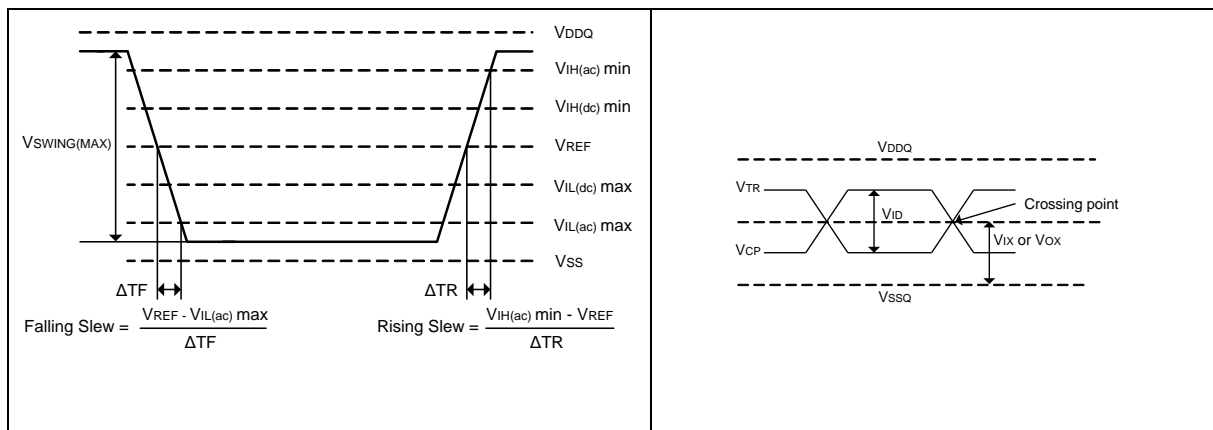 VDDQ
VIH(ac) min
VIH(dc) min
VSWING(MAX)
VREF
VIL(dc) max
VIL(ac) max
VSS
ΔTF
ΔTR
Falling Slew = VREF - VIL(ac) max
ΔTF
Rising Slew = VIH(ac) min - VREF
ΔTR
VDDQ
VTR
VID
Crossing point
VCP
VIX or VOX
VSSQ